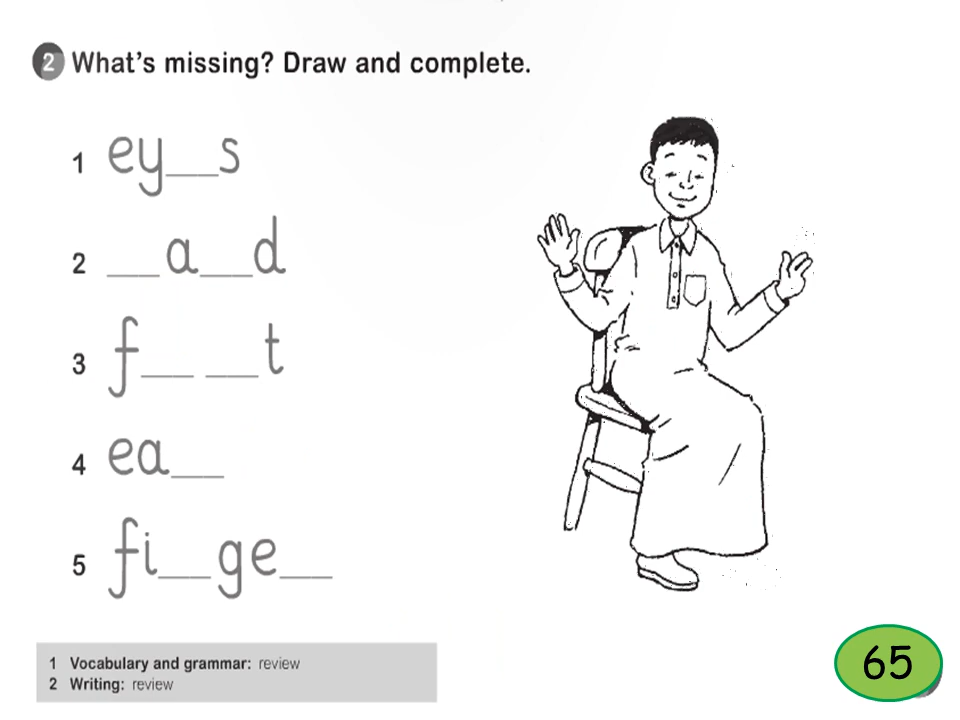 2 What's missing? Draw and complete.
1 ey__s
2 __a__d
3 f__ __t
4 ea__
5 fi__ge__
1 Vocabulary and grammar: review
2 Writing: review
65